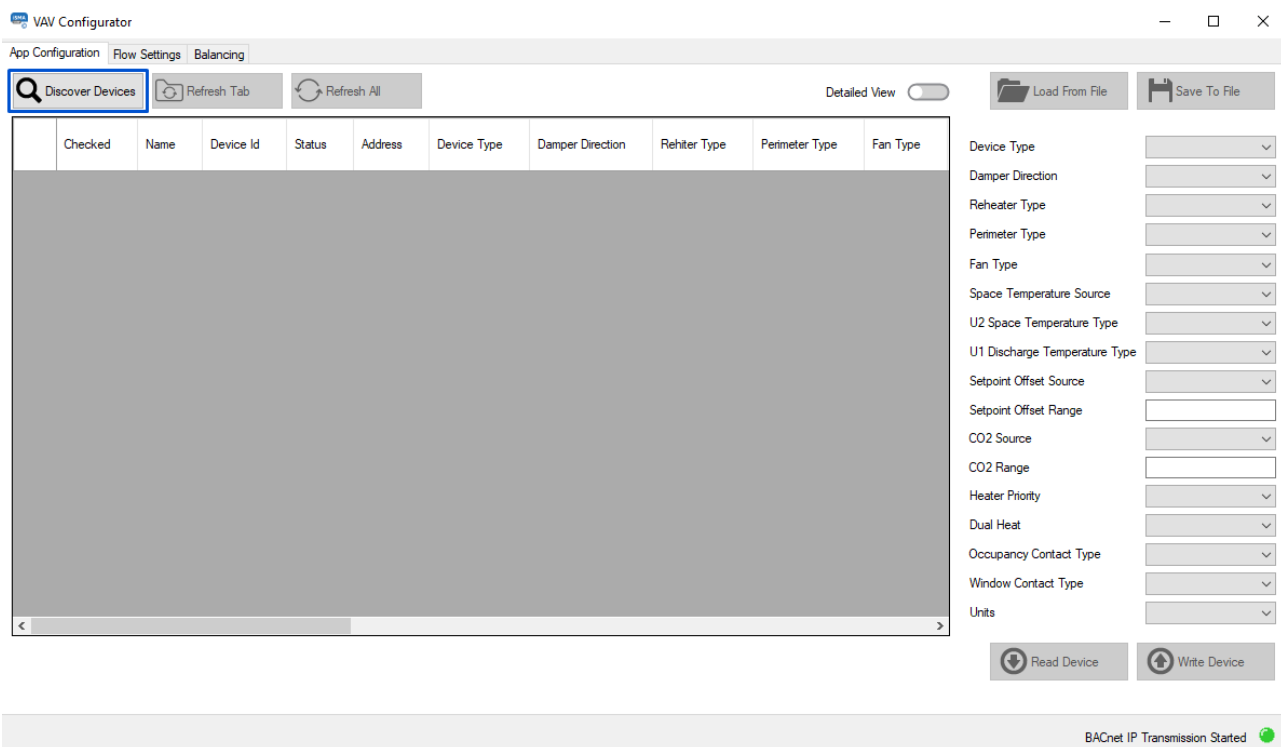 iSMA VAV Configurator
App Configuration Flow Settings Balancing
Discover Devices Refresh Tab Refresh All Detailed View Load From File Save To File
Checked Name Device Id Status Address Device Type Damper Direction Rehiter Type Perimeter Type Fan Type
Device Type
Damper Direction
Reheater Type
Perimeter Type
Fan Type
Space Temperature Source
U2 Space Temperature Type
U1 Discharge Temperature Type
Setpoint Offset Source
Setpoint Offset Range
CO2 Source
CO2 Range
Heater Priority
Dual Heat
Occupancy Contact Type
Window Contact Type
Units
Read Device Write Device
BACnet IP Transmission Started